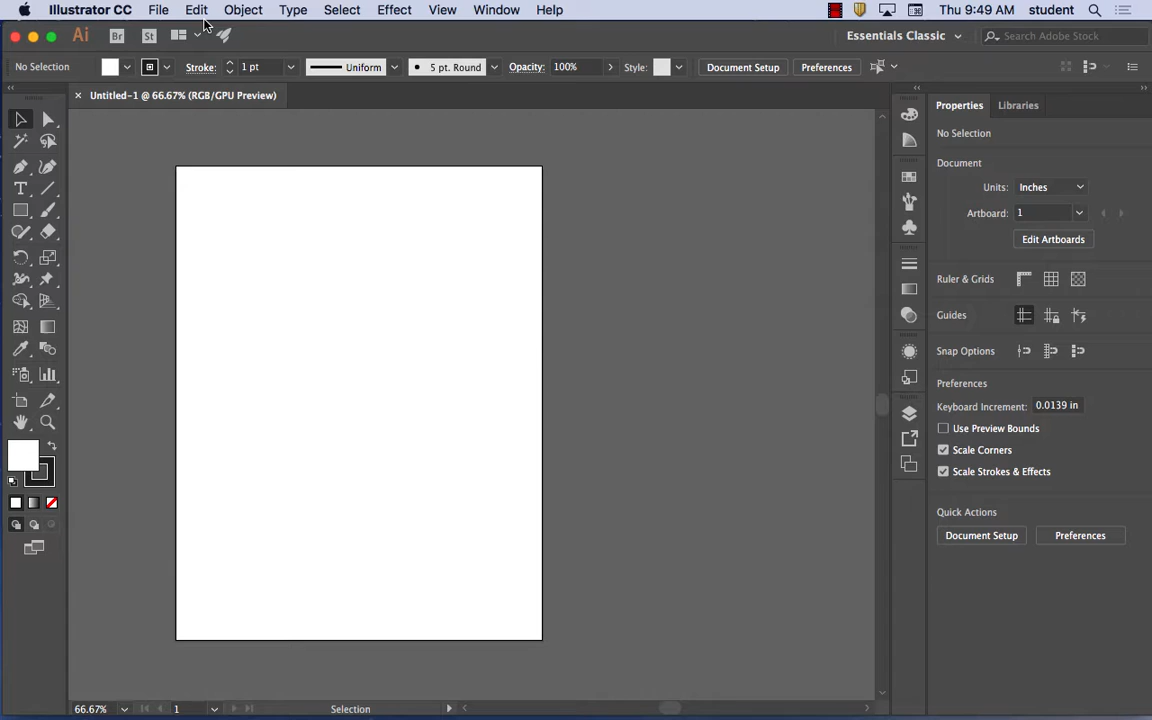 Illustrator CC File Edit Object Type Select Effect View Window Help Thu 9:49 AM student
Ai Br St Essentials Classic Search Adobe Stock
No Selection Stroke: 1 pt Uniform 5 pt. Round Opacity: 100% Style: Document Setup Preferences
Untitled-1 @ 66.67% (RGB/GPU Preview)
Properties Libraries
No Selection
Document
Units: Inches
Artboard: 1
Edit Artboards
Ruler & Grids
Guides
Snap Options
Preferences
Keyboard Increment: 0.0139 in
Use Preview Bounds
Scale Corners
Scale Strokes & Effects
Quick Actions
Document Setup Preferences
66.67% 1 Selection